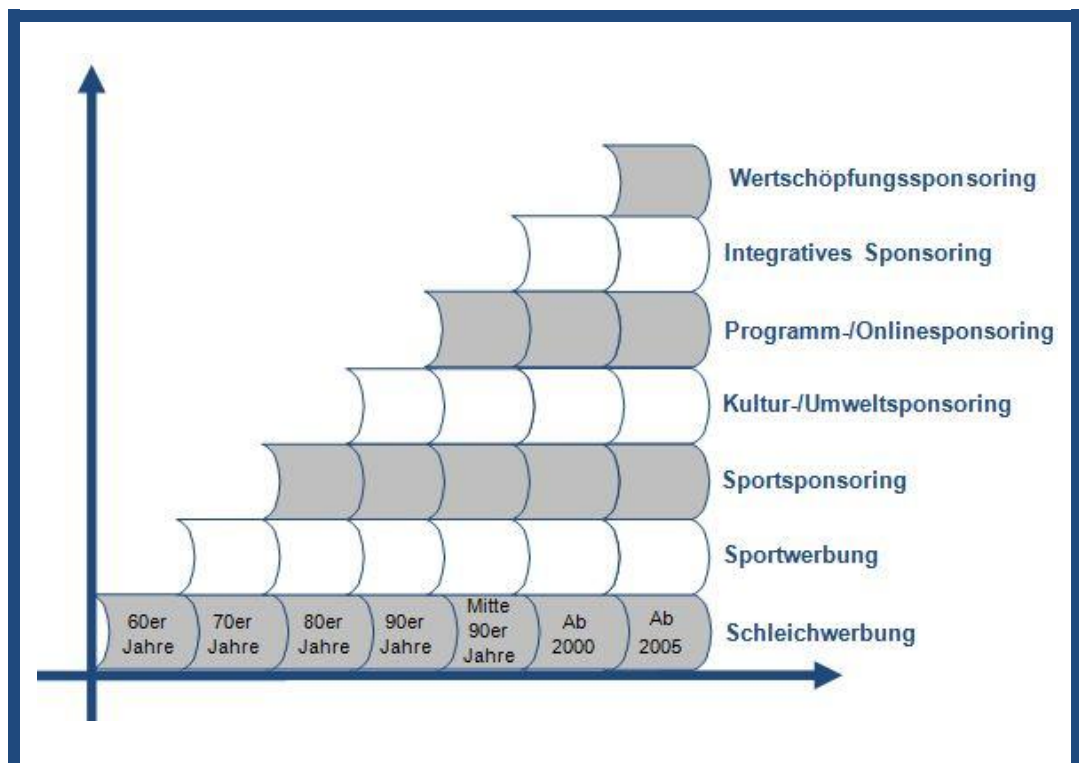 Wertschöpfungssponsoring
Integratives Sponsoring
Programm-/Onlinesponsoring
Kultur-/Umweltsponsoring
Sportsponsoring
Sportwerbung
60er
Jahre
70er
Jahre
80er
Jahre
90er
Jahre
Mitte
90er
Jahre
Ab
2000
Ab
2005
Schleichwerbung